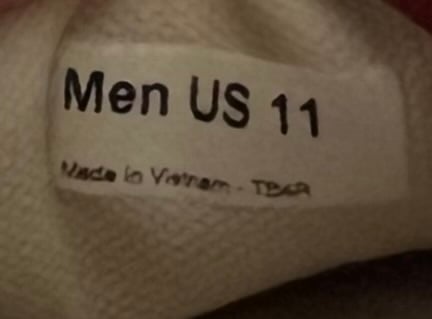 Men US 11
Made in Vietnam -